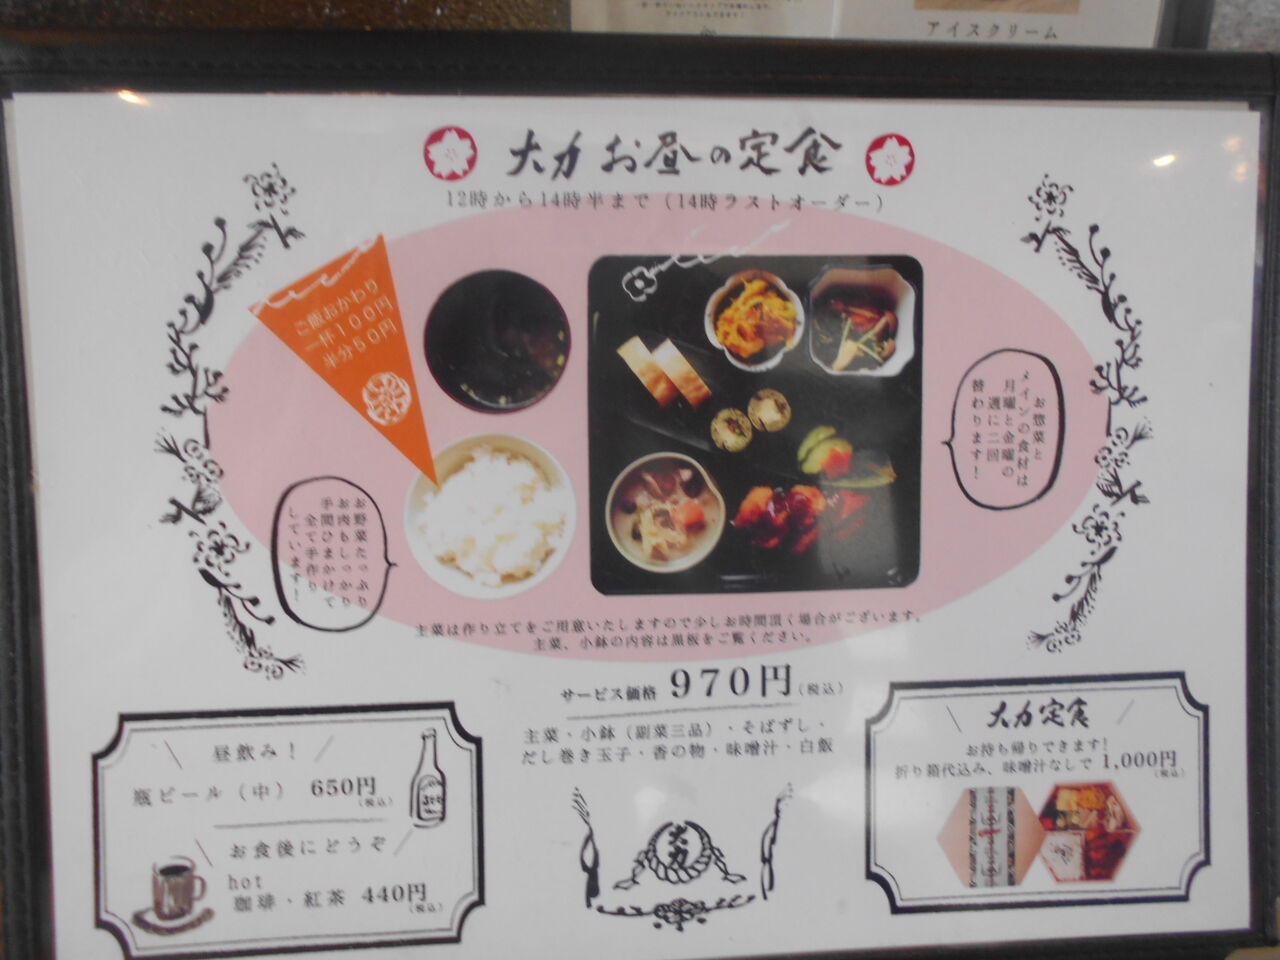 アイスクリーム
大力 お昼の定食
12時から14時半まで（14時ラストオーダー）
ご飯おかわり
一杯１００円
半分５０円
お惣菜と
メインの食材は
月曜と金曜の
週に二回
替わります！
お野菜たっぷり
お肉もしっかり
手間ひまかけて
全て手作り
しています！
主菜は作り立てをご用意いたしますので少しお時間頂く場合がございます。
主菜、小鉢の内容は黒板をご覧ください。
サービス価格 970円（税込）
主菜・小鉢（副菜三品）・そばずし・
だし巻き玉子・香の物・味噌汁・白飯
昼飲み！
瓶ビール（中） 650円（税込）
お食後にどうぞ
hot
珈琲・紅茶 440円（税込）
大力
大力定食
お持ち帰りできます！
折り箱代込み、味噌汁なしで 1,000円（税込）